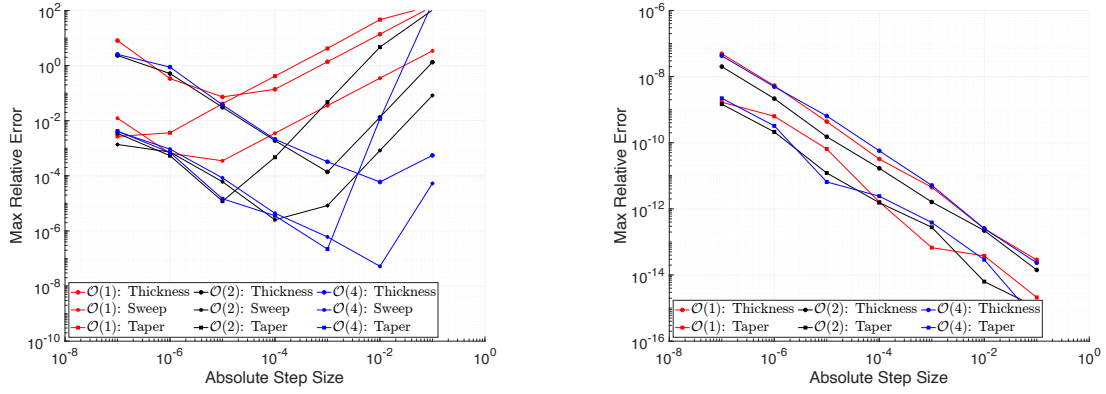 10^2
10^0
10^-2
10^-4
10^-6
10^-8
10^-10
Max Relative Error
O(1): Thickness O(2): Thickness O(4): Thickness
O(1): Sweep O(2): Sweep O(4): Sweep
O(1): Taper O(2): Taper O(4): Taper
10^-8 10^-6 10^-4 10^-2 10^0
Absolute Step Size
10^-6
10^-8
10^-10
10^-12
10^-14
10^-16
Max Relative Error
O(1): Thickness O(2): Thickness O(4): Thickness
O(1): Taper O(2): Taper O(4): Taper
10^-8 10^-6 10^-4 10^-2 10^0
Absolute Step Size